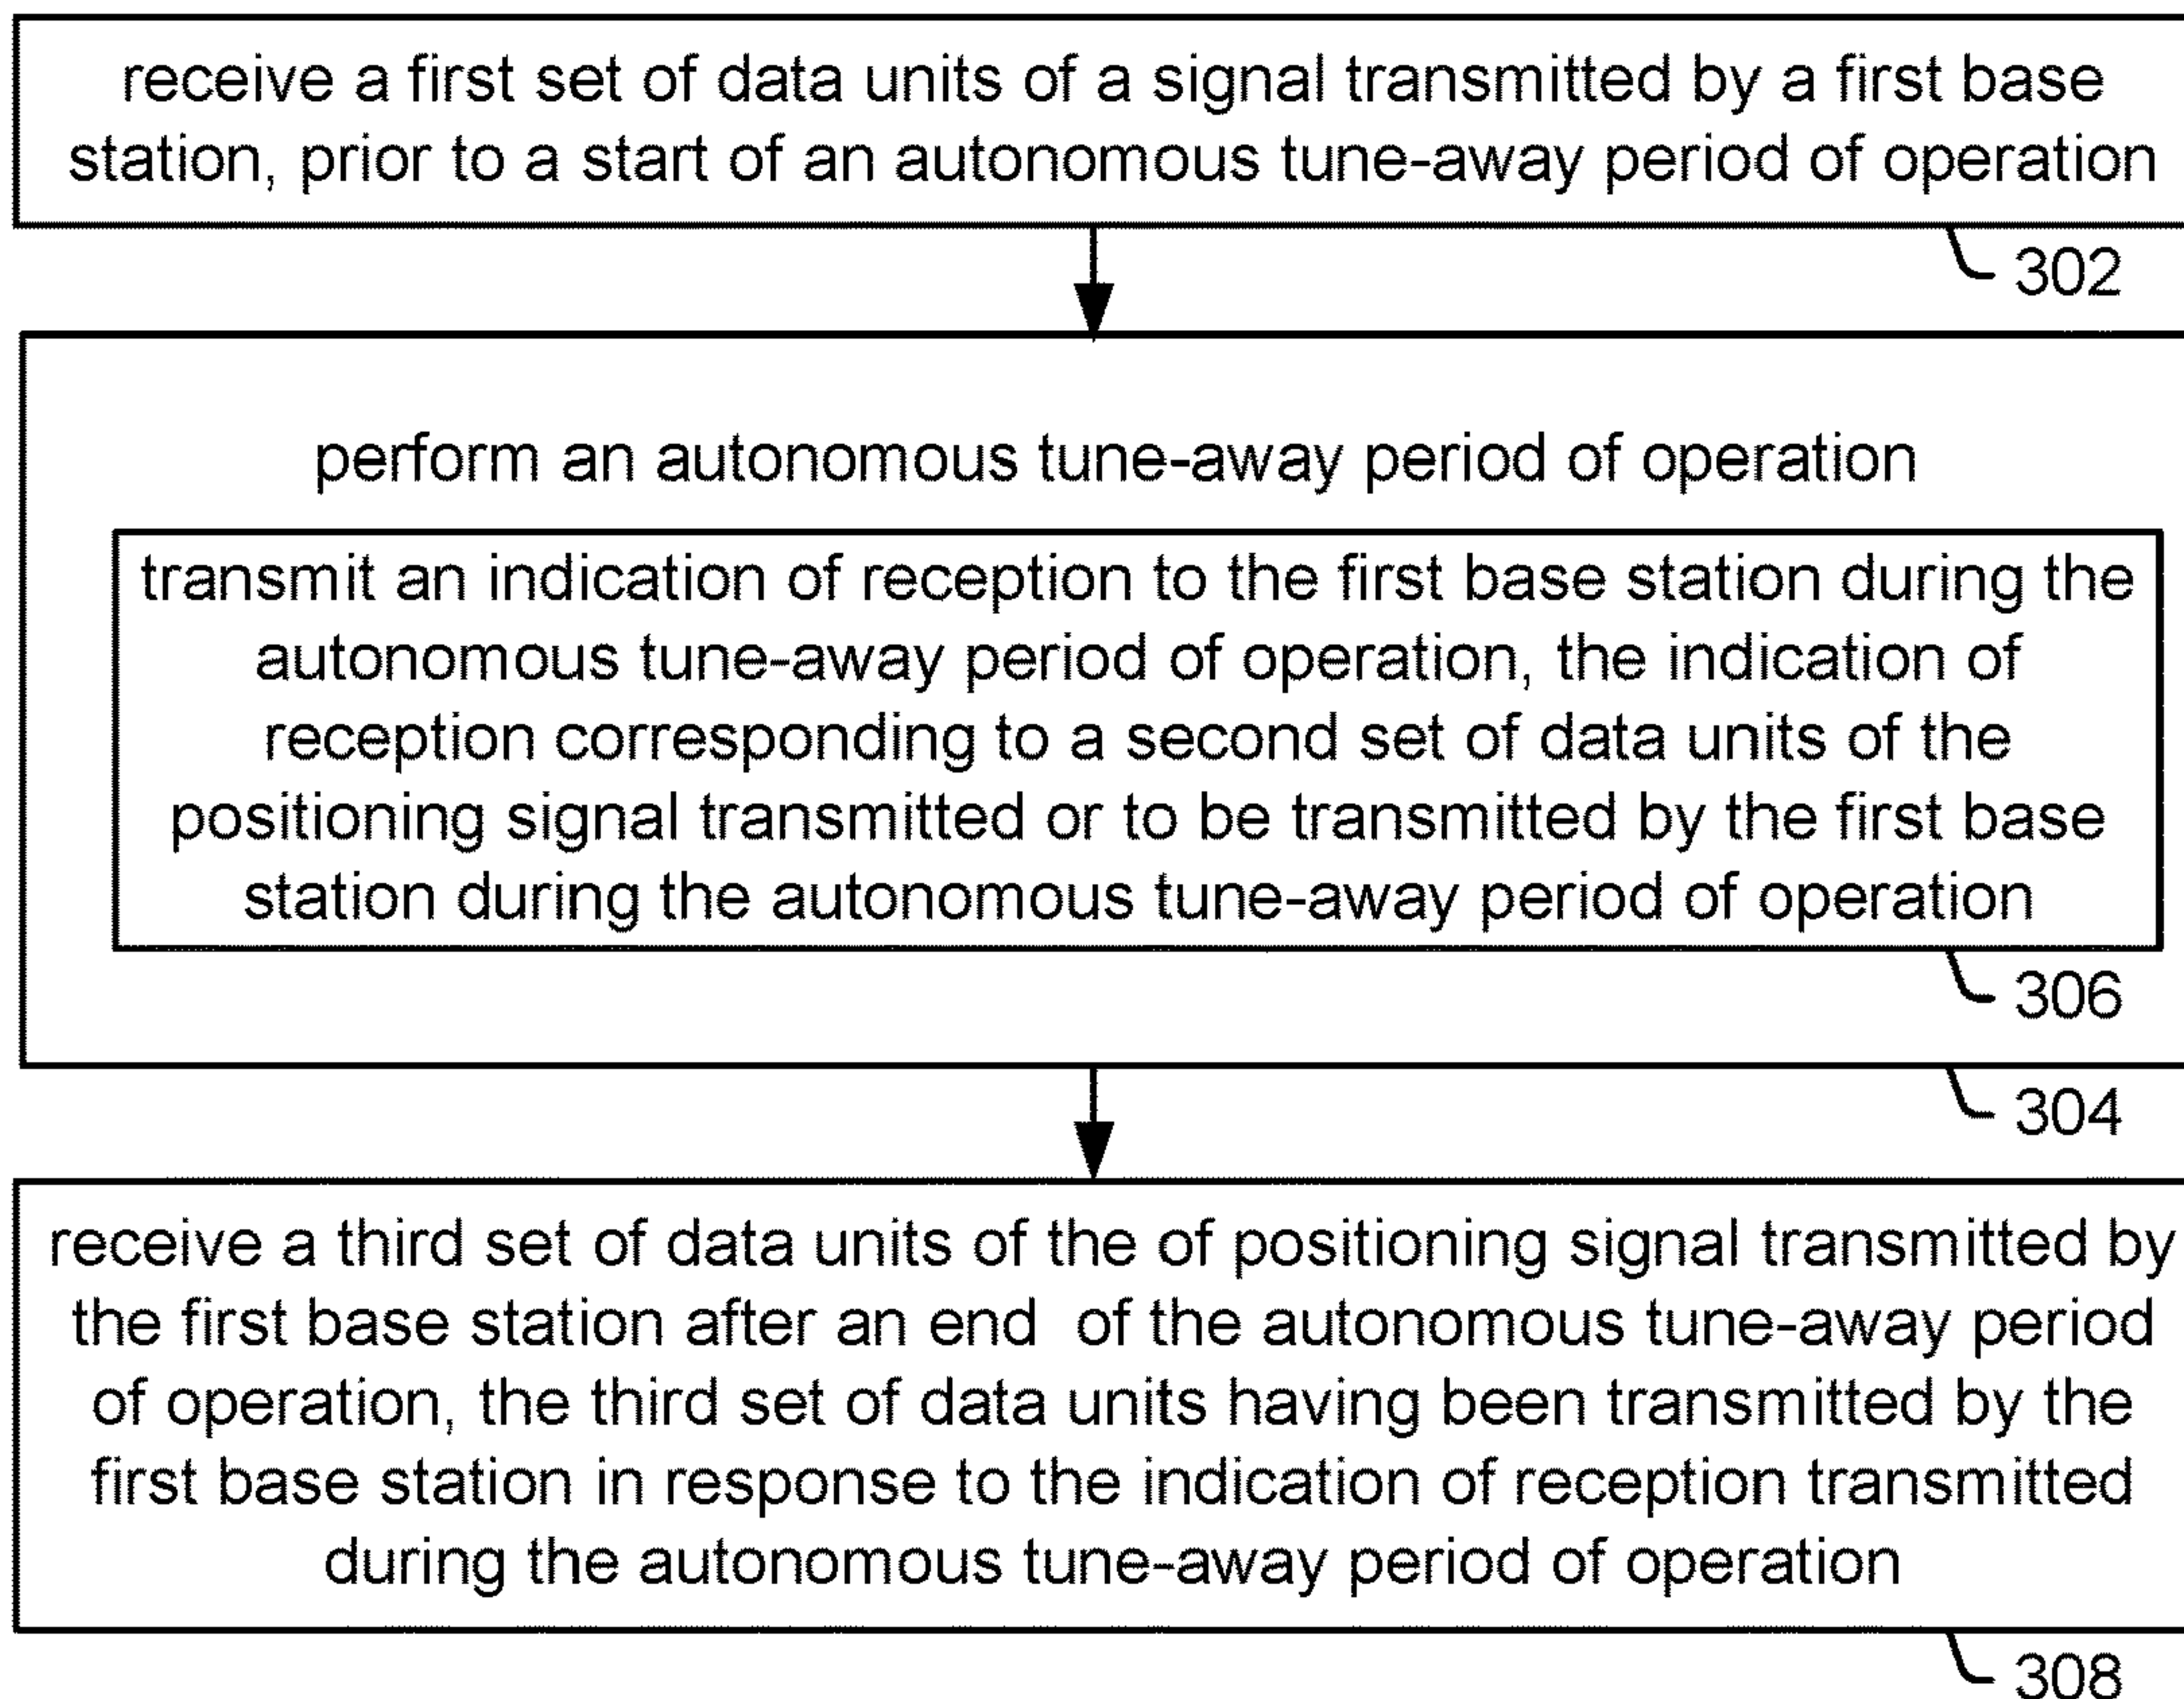 receive a first set of data units of a signal transmitted by a first base
station, prior to a start of an autonomous tune-away period of operation
302
perform an autonomous tune-away period of operation
transmit an indication of reception to the first base station during the
autonomous tune-away period of operation, the indication of
reception corresponding to a second set of data units of the
positioning signal transmitted or to be transmitted by the first base
station during the autonomous tune-away period of operation
306
304
receive a third set of data units of the of positioning signal transmitted by
the first base station after an end of the autonomous tune-away period
of operation, the third set of data units having been transmitted by the
first base station in response to the indication of reception transmitted
during the autonomous tune-away period of operation
308